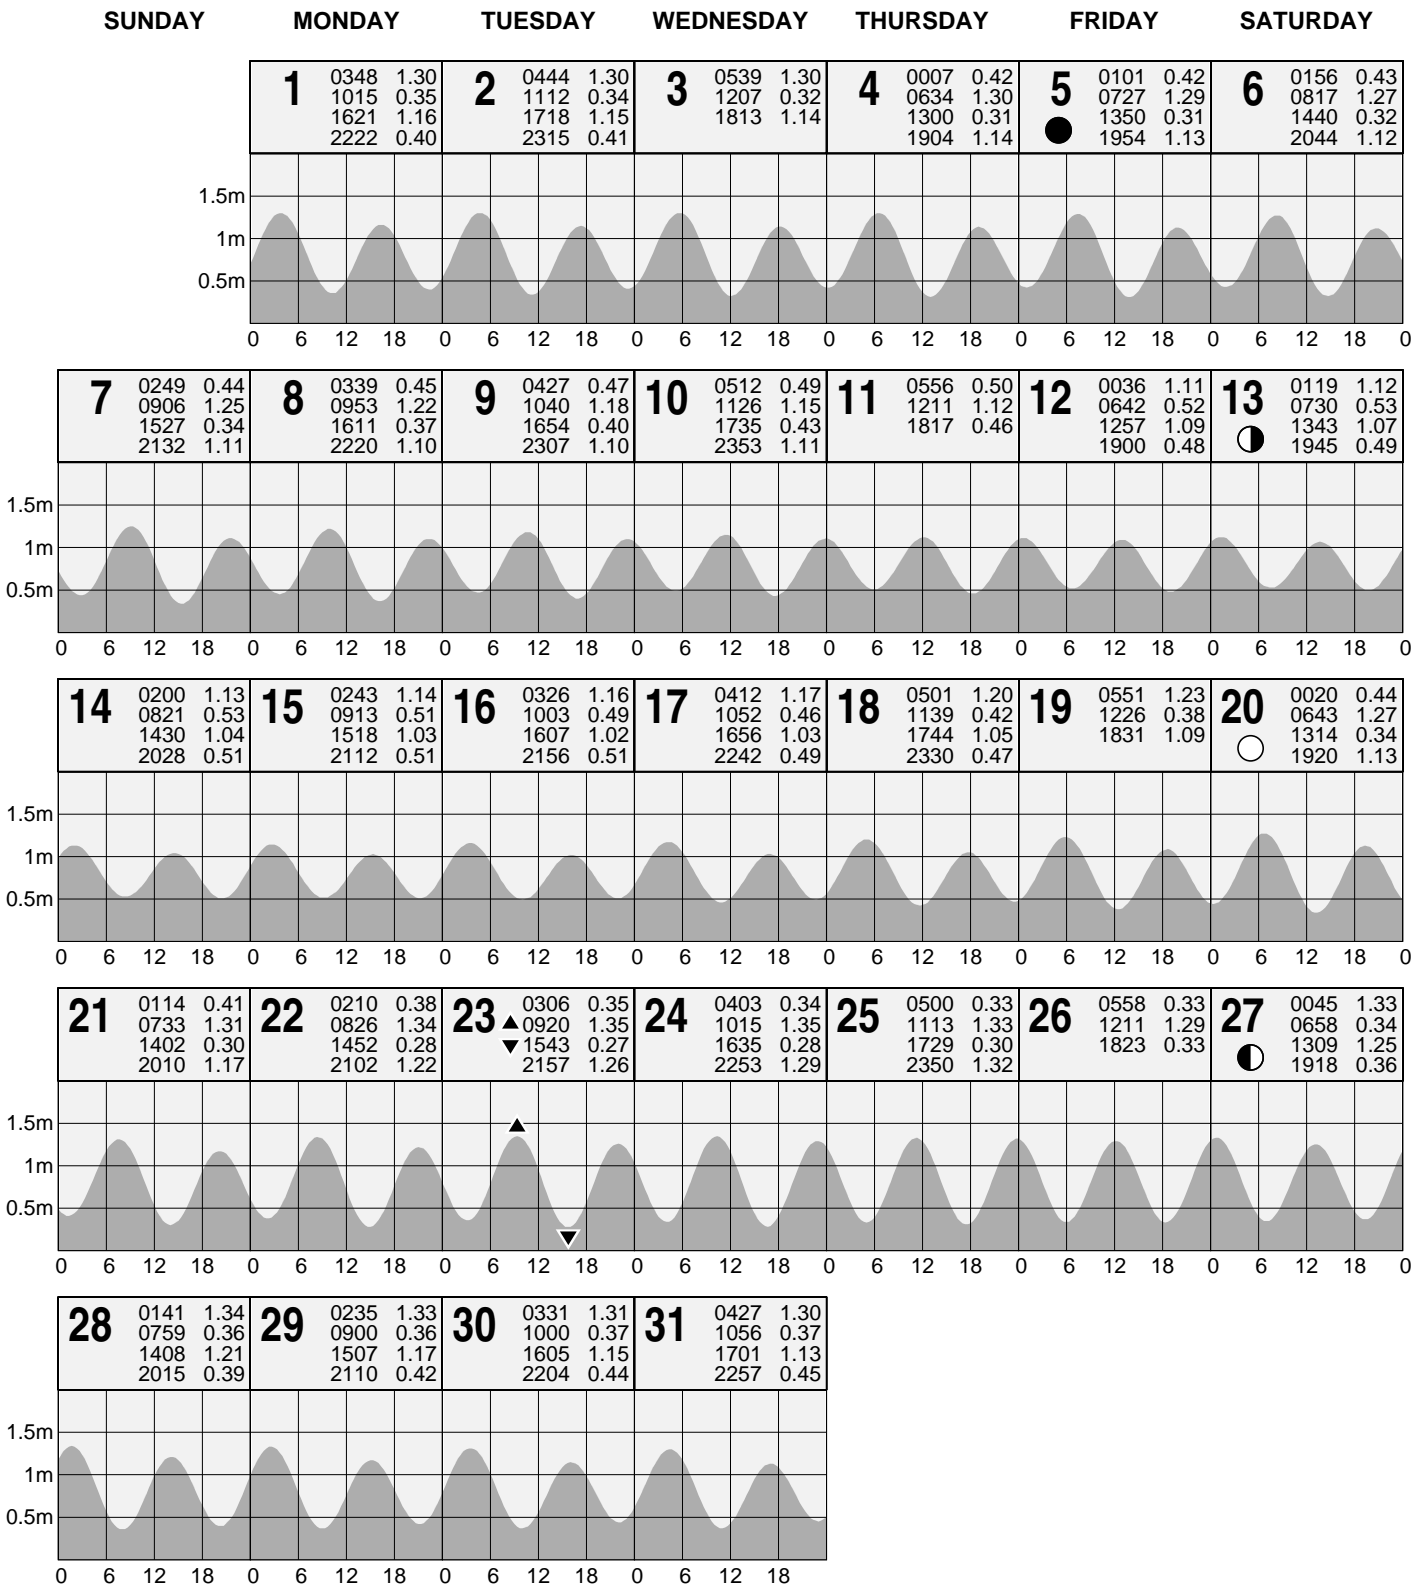 SUNDAY MONDAY TUESDAY WEDNESDAY THURSDAY FRIDAY SATURDAY
1 0348 1.30
1015 0.35
1621 1.16
2222 0.40
2 0444 1.30
1112 0.34
1718 1.15
2315 0.41
3 0539 1.30
1207 0.32
1813 1.14
4 0007 0.42
0634 1.30
1300 0.31
1904 1.14
5 0101 0.42
0727 1.29
1350 0.31
1954 1.13
6 0156 0.43
0817 1.27
1440 0.32
2044 1.12
1.5m
1m
0.5m
0 6 12 18 0 6 12 18 0 6 12 18 0 6 12 18 0 6 12 18 0 6 12 18 0
7 0249 0.44
0906 1.25
1527 0.34
2132 1.11
8 0339 0.45
0953 1.22
1611 0.37
2220 1.10
9 0427 0.47
1040 1.18
1654 0.40
2307 1.10
10 0512 0.49
1126 1.15
1735 0.43
2353 1.11
11 0556 0.50
1211 1.12
1817 0.46
12 0036 1.11
0642 0.52
1257 1.09
1900 0.48
13 0119 1.12
0730 0.53
1343 1.07
1945 0.49
1.5m
1m
0.5m
0 6 12 18 0 6 12 18 0 6 12 18 0 6 12 18 0 6 12 18 0 6 12 18 0 6 12 18 0
14 0200 1.13
0821 0.53
1430 1.04
2028 0.51
15 0243 1.14
0913 0.51
1518 1.03
2112 0.51
16 0326 1.16
1003 0.49
1607 1.02
2156 0.51
17 0412 1.17
1052 0.46
1656 1.03
2242 0.49
18 0501 1.20
1139 0.42
1744 1.05
2330 0.47
19 0551 1.23
1226 0.38
1831 1.09
20 0020 0.44
0643 1.27
1314 0.34
1920 1.13
1.5m
1m
0.5m
0 6 12 18 0 6 12 18 0 6 12 18 0 6 12 18 0 6 12 18 0 6 12 18 0 6 12 18 0
21 0114 0.41
0733 1.31
1402 0.30
2010 1.17
22 0210 0.38
0826 1.34
1452 0.28
2102 1.22
23 0306 0.35
0920 1.35
1543 0.27
2157 1.26
24 0403 0.34
1015 1.35
1635 0.28
2253 1.29
25 0500 0.33
1113 1.33
1729 0.30
2350 1.32
26 0558 0.33
1211 1.29
1823 0.33
27 0045 1.33
0658 0.34
1309 1.25
1918 0.36
1.5m
1m
0.5m
0 6 12 18 0 6 12 18 0 6 12 18 0 6 12 18 0 6 12 18 0 6 12 18 0 6 12 18 0
28 0141 1.34
0759 0.36
1408 1.21
2015 0.39
29 0235 1.33
0900 0.36
1507 1.17
2110 0.42
30 0331 1.31
1000 0.37
1605 1.15
2204 0.44
31 0427 1.30
1056 0.37
1701 1.13
2257 0.45
1.5m
1m
0.5m
0 6 12 18 0 6 12 18 0 6 12 18 0 6 12 18